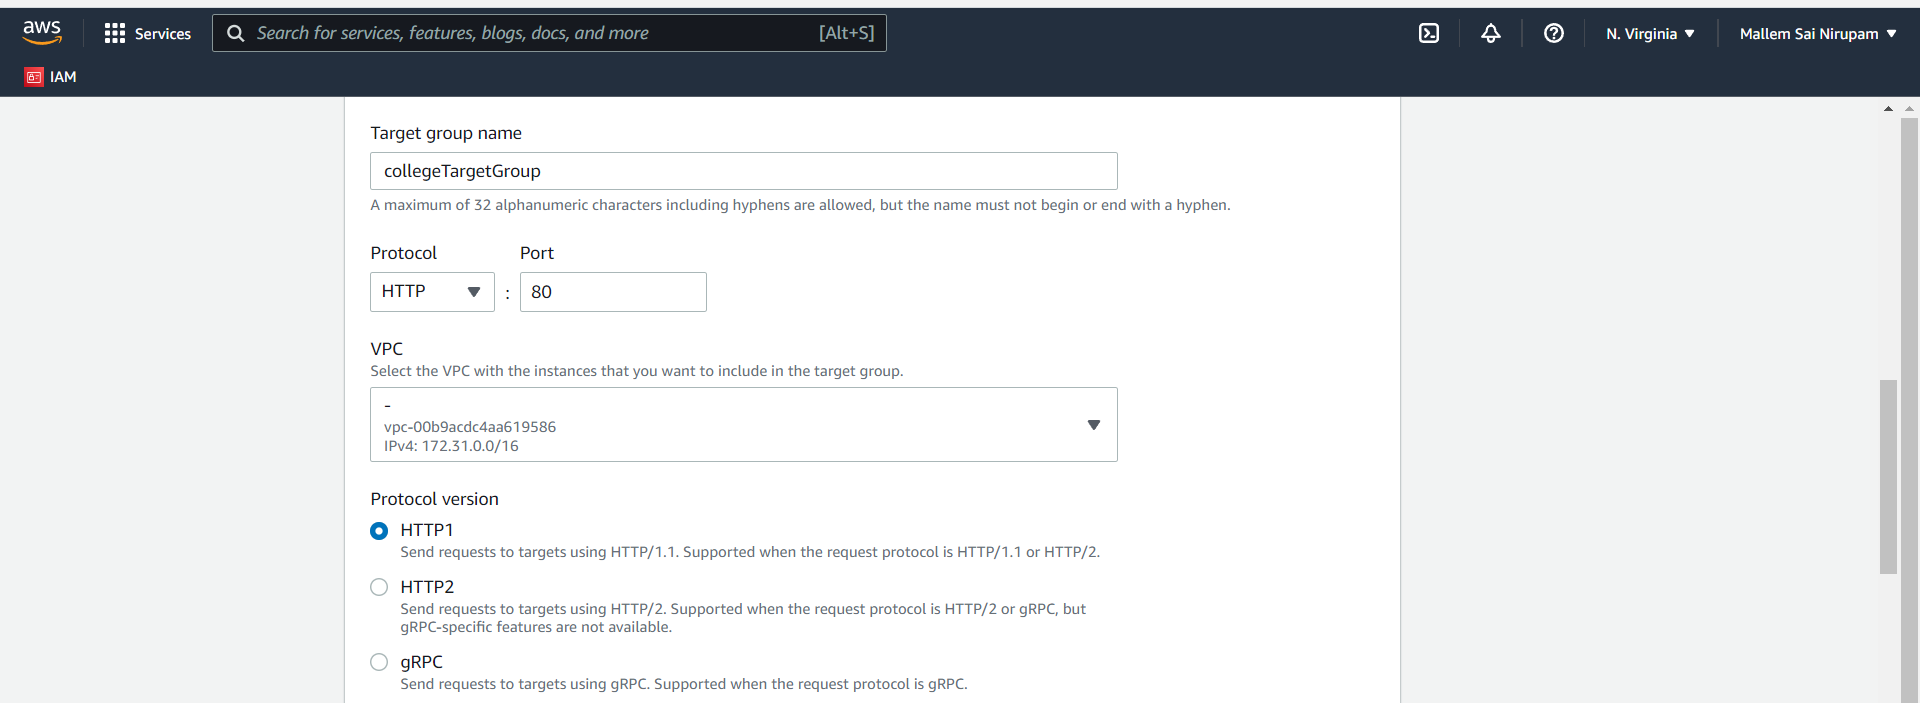 aws
Services
Search for services, features, blogs, docs, and more [Alt+S]
N. Virginia
Mallem Sai Nirupam
IAM
Target group name
collegeTargetGroup
A maximum of 32 alphanumeric characters including hyphens are allowed, but the name must not begin or end with a hyphen.
Protocol Port
HTTP : 80
VPC
Select the VPC with the instances that you want to include in the target group.
-
vpc-00b9acdc4aa619586
IPv4: 172.31.0.0/16
Protocol version
HTTP1
Send requests to targets using HTTP/1.1. Supported when the request protocol is HTTP/1.1 or HTTP/2.
HTTP2
Send requests to targets using HTTP/2. Supported when the request protocol is HTTP/2 or gRPC, but
gRPC-specific features are not available.
gRPC
Send requests to targets using gRPC. Supported when the request protocol is gRPC.